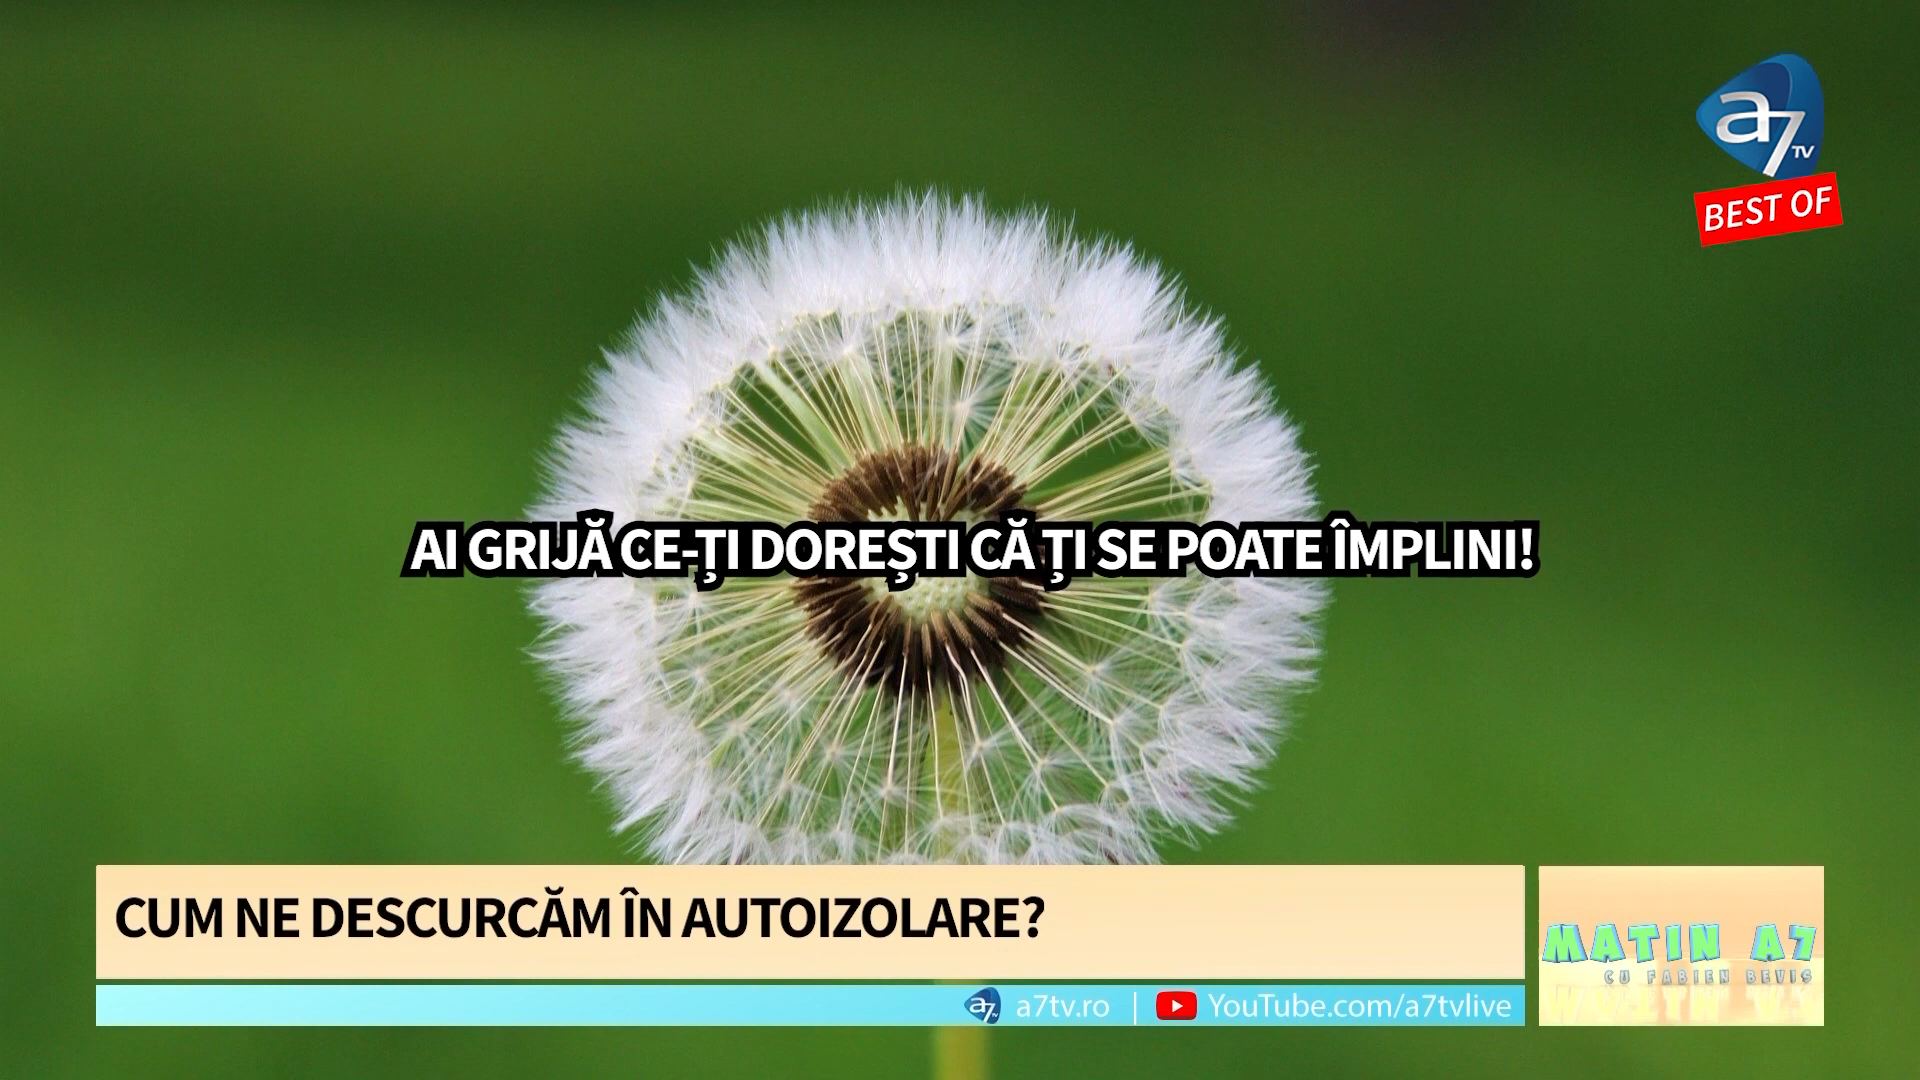 a7 TV
BEST OF
AI GRIJĂ CE-ŢI DOREŞTI CĂ ŢI SE POATE ÎMPLINI!
CUM NE DESCURCĂM ÎN AUTOIZOLARE?
MATIN A7
CU FABIEN BEVIS
a7 a7tv.ro | YouTube.com/a7tvlive